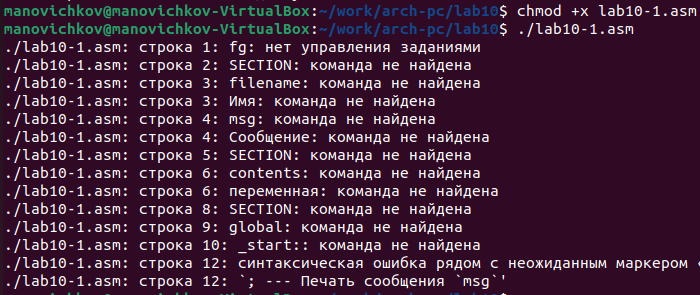 manovichkov@manovichkov-VirtualBox:~/work/arch-pc/lab10$ chmod +x lab10-1.asm
manovichkov@manovichkov-VirtualBox:~/work/arch-pc/lab10$ ./lab10-1.asm
./lab10-1.asm: строка 1: fg: нет управления заданиями
./lab10-1.asm: строка 2: SECTION: команда не найдена
./lab10-1.asm: строка 3: filename: команда не найдена
./lab10-1.asm: строка 3: Имя: команда не найдена
./lab10-1.asm: строка 4: msg: команда не найдена
./lab10-1.asm: строка 4: Сообщение: команда не найдена
./lab10-1.asm: строка 5: SECTION: команда не найдена
./lab10-1.asm: строка 6: contents: команда не найдена
./lab10-1.asm: строка 6: переменная: команда не найдена
./lab10-1.asm: строка 8: SECTION: команда не найдена
./lab10-1.asm: строка 9: global: команда не найдена
./lab10-1.asm: строка 10: _start:: команда не найдена
./lab10-1.asm: строка 12: синтаксическая ошибка рядом с неожиданным маркером «
./lab10-1.asm: строка 12: `; --- Печать сообщения `msg`'